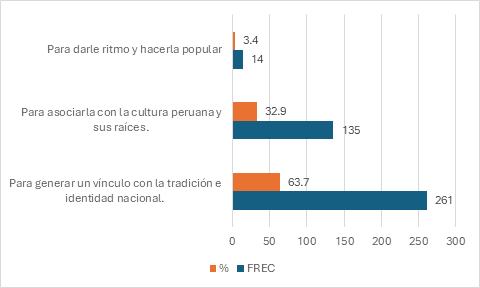 Para darle ritmo y hacerla popular
3.4
14
Para asociarla con la cultura peruana y
sus raíces.
32.9
135
Para generar un vínculo con la tradición e
identidad nacional.
63.7
261
0 50 100 150 200 250 300
% FREC